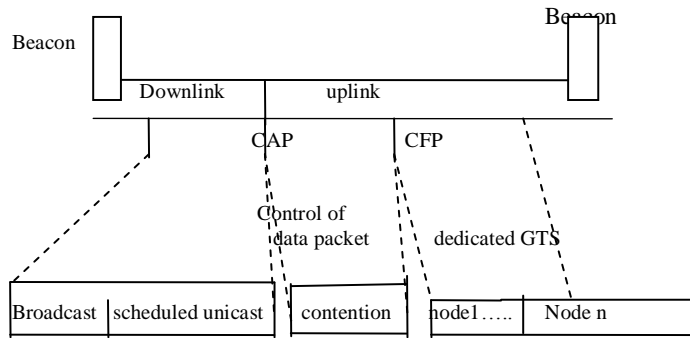 Beacon
Beacon
Downlink uplink
CAP CFP
Control of
data packet dedicated GTS
Broadcast scheduled unicast contention node1….. Node n